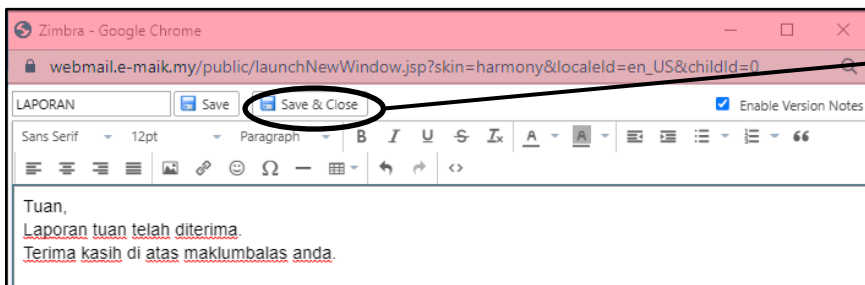 Zimbra - Google Chrome
webmail.e-maik.my/public/launchNewWindow.jsp?skin=harmony&localeId=en_US&childId=0
LAPORAN Save Save & Close Enable Version Notes
Sans Serif 12pt Paragraph B I U S Ix A A “
Ω
Tuan,
Laporan tuan telah diterima.
Terima kasih di atas maklumbalas anda.